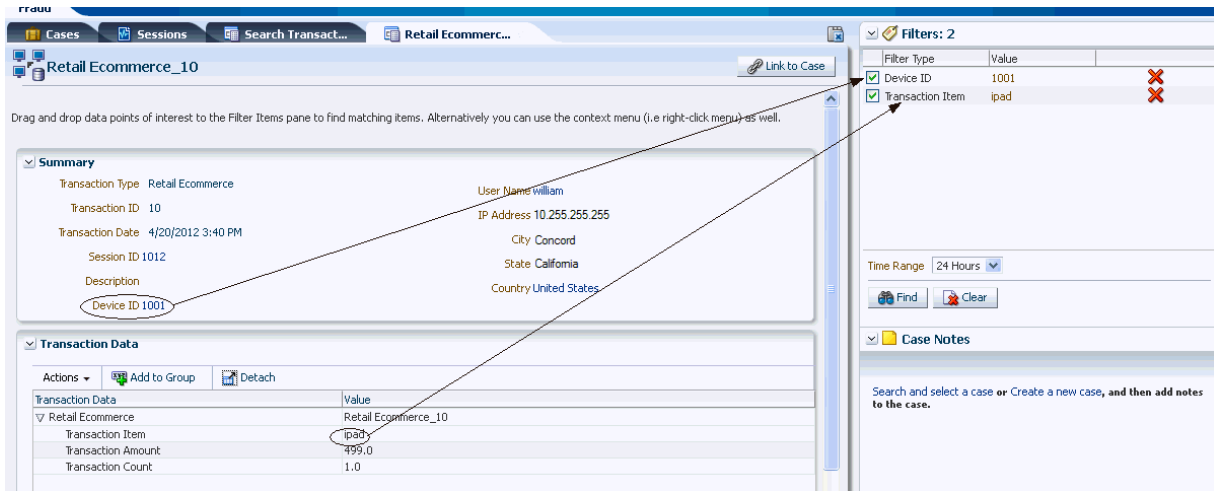 Fraud
Cases
Sessions
Search Transact...
Retail Ecommerc...
Retail Ecommerce_10
Link to Case
Drag and drop data points of interest to the Filter Items pane to find matching items. Alternatively you can use the context menu (i.e right-click menu) as well.
Summary
Transaction Type Retail Ecommerce
Transaction ID 10
Transaction Date 4/20/2012 3:40 PM
Session ID 1012
Description
Device ID 1001
User Name william
IP Address 10.255.255.255
City Concord
State California
Country United States
Transaction Data
Actions
Add to Group
Detach
Transaction Data Value
Retail Ecommerce Retail Ecommerce_10
Transaction Item ipad
Transaction Amount 499.0
Transaction Count 1.0
Filters: 2
Filter Type Value
Device ID 1001
Transaction Item ipad
Time Range 24 Hours
Find
Clear
Case Notes
Search and select a case or Create a new case, and then add notes
to the case.